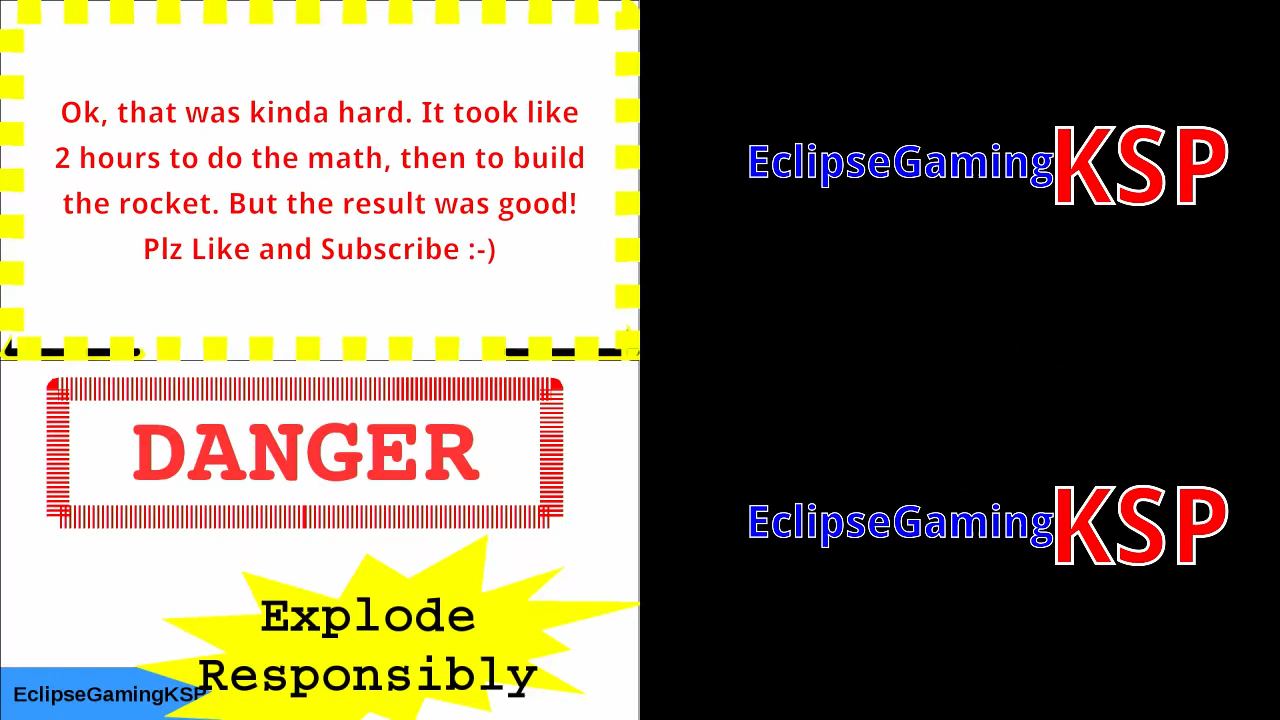 Ok, that was kinda hard. It took like
2 hours to do the math, then to build
the rocket. But the result was good!
Plz Like and Subscribe :-)
EclipseGamingKSP
DANGER
Explode
Responsibly
EclipseGamingKSP
EclipseGamingKSP